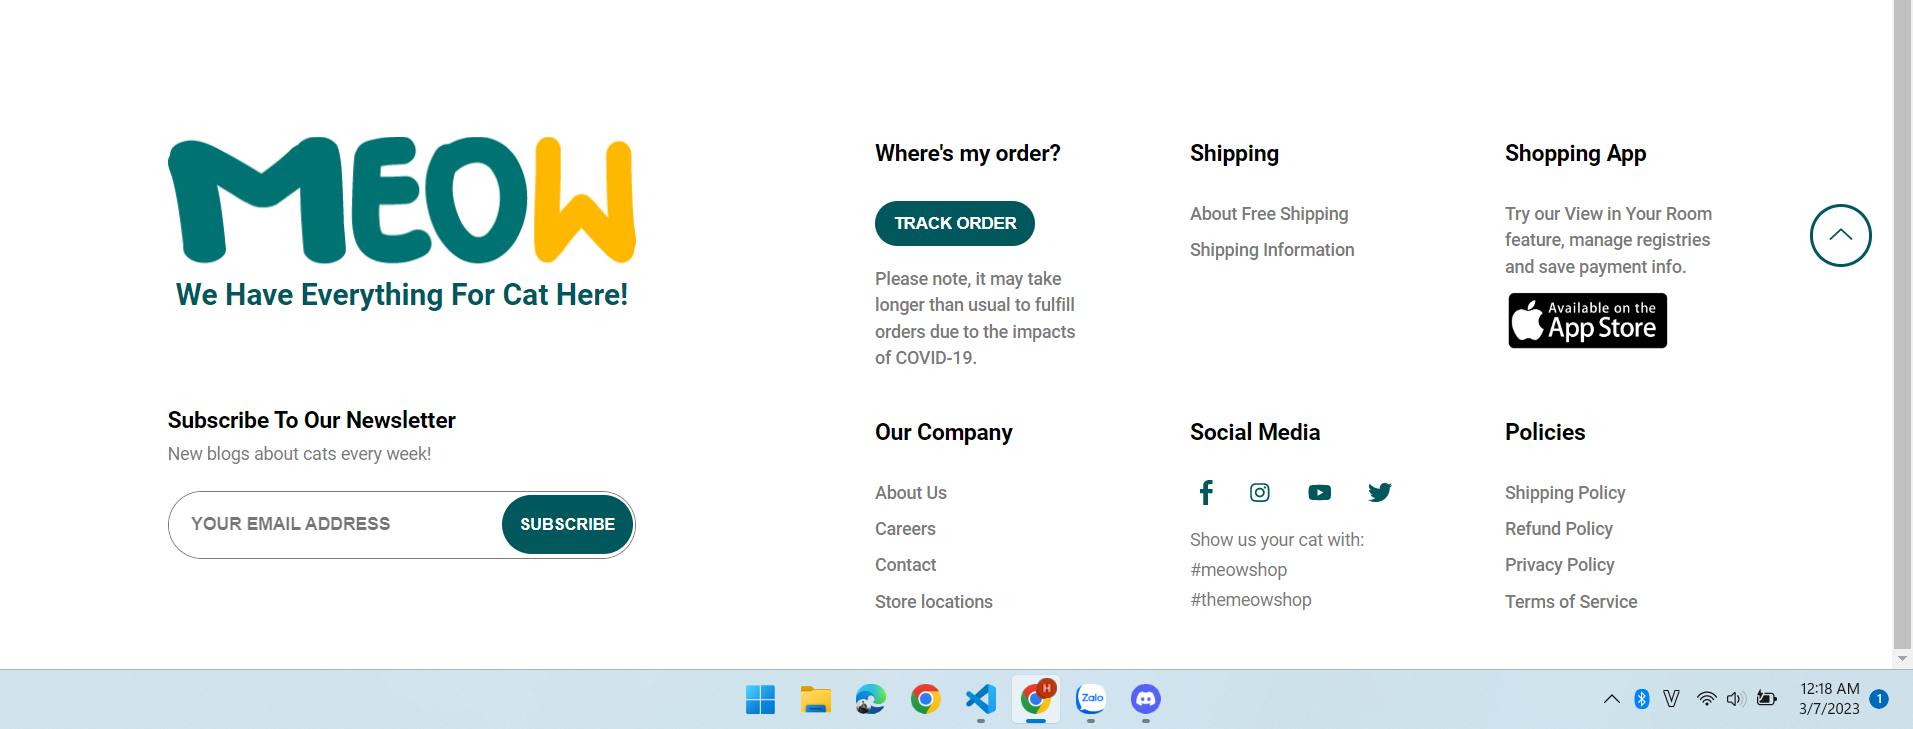 MEOW
We Have Everything For Cat Here!
Subscribe To Our Newsletter
New blogs about cats every week!
YOUR EMAIL ADDRESS
SUBSCRIBE
Where's my order?
TRACK ORDER
Please note, it may take
longer than usual to fulfill
orders due to the impacts
of COVID-19.
Shipping
About Free Shipping
Shipping Information
Shopping App
Try our View in Your Room
feature, manage registries
and save payment info.
Available on the
App Store
Our Company
About Us
Careers
Contact
Store locations
Social Media
Show us your cat with:
#meowshop
#themeowshop
Policies
Shipping Policy
Refund Policy
Privacy Policy
Terms of Service
H
Zalo
V
12:18 AM
3/7/2023
1